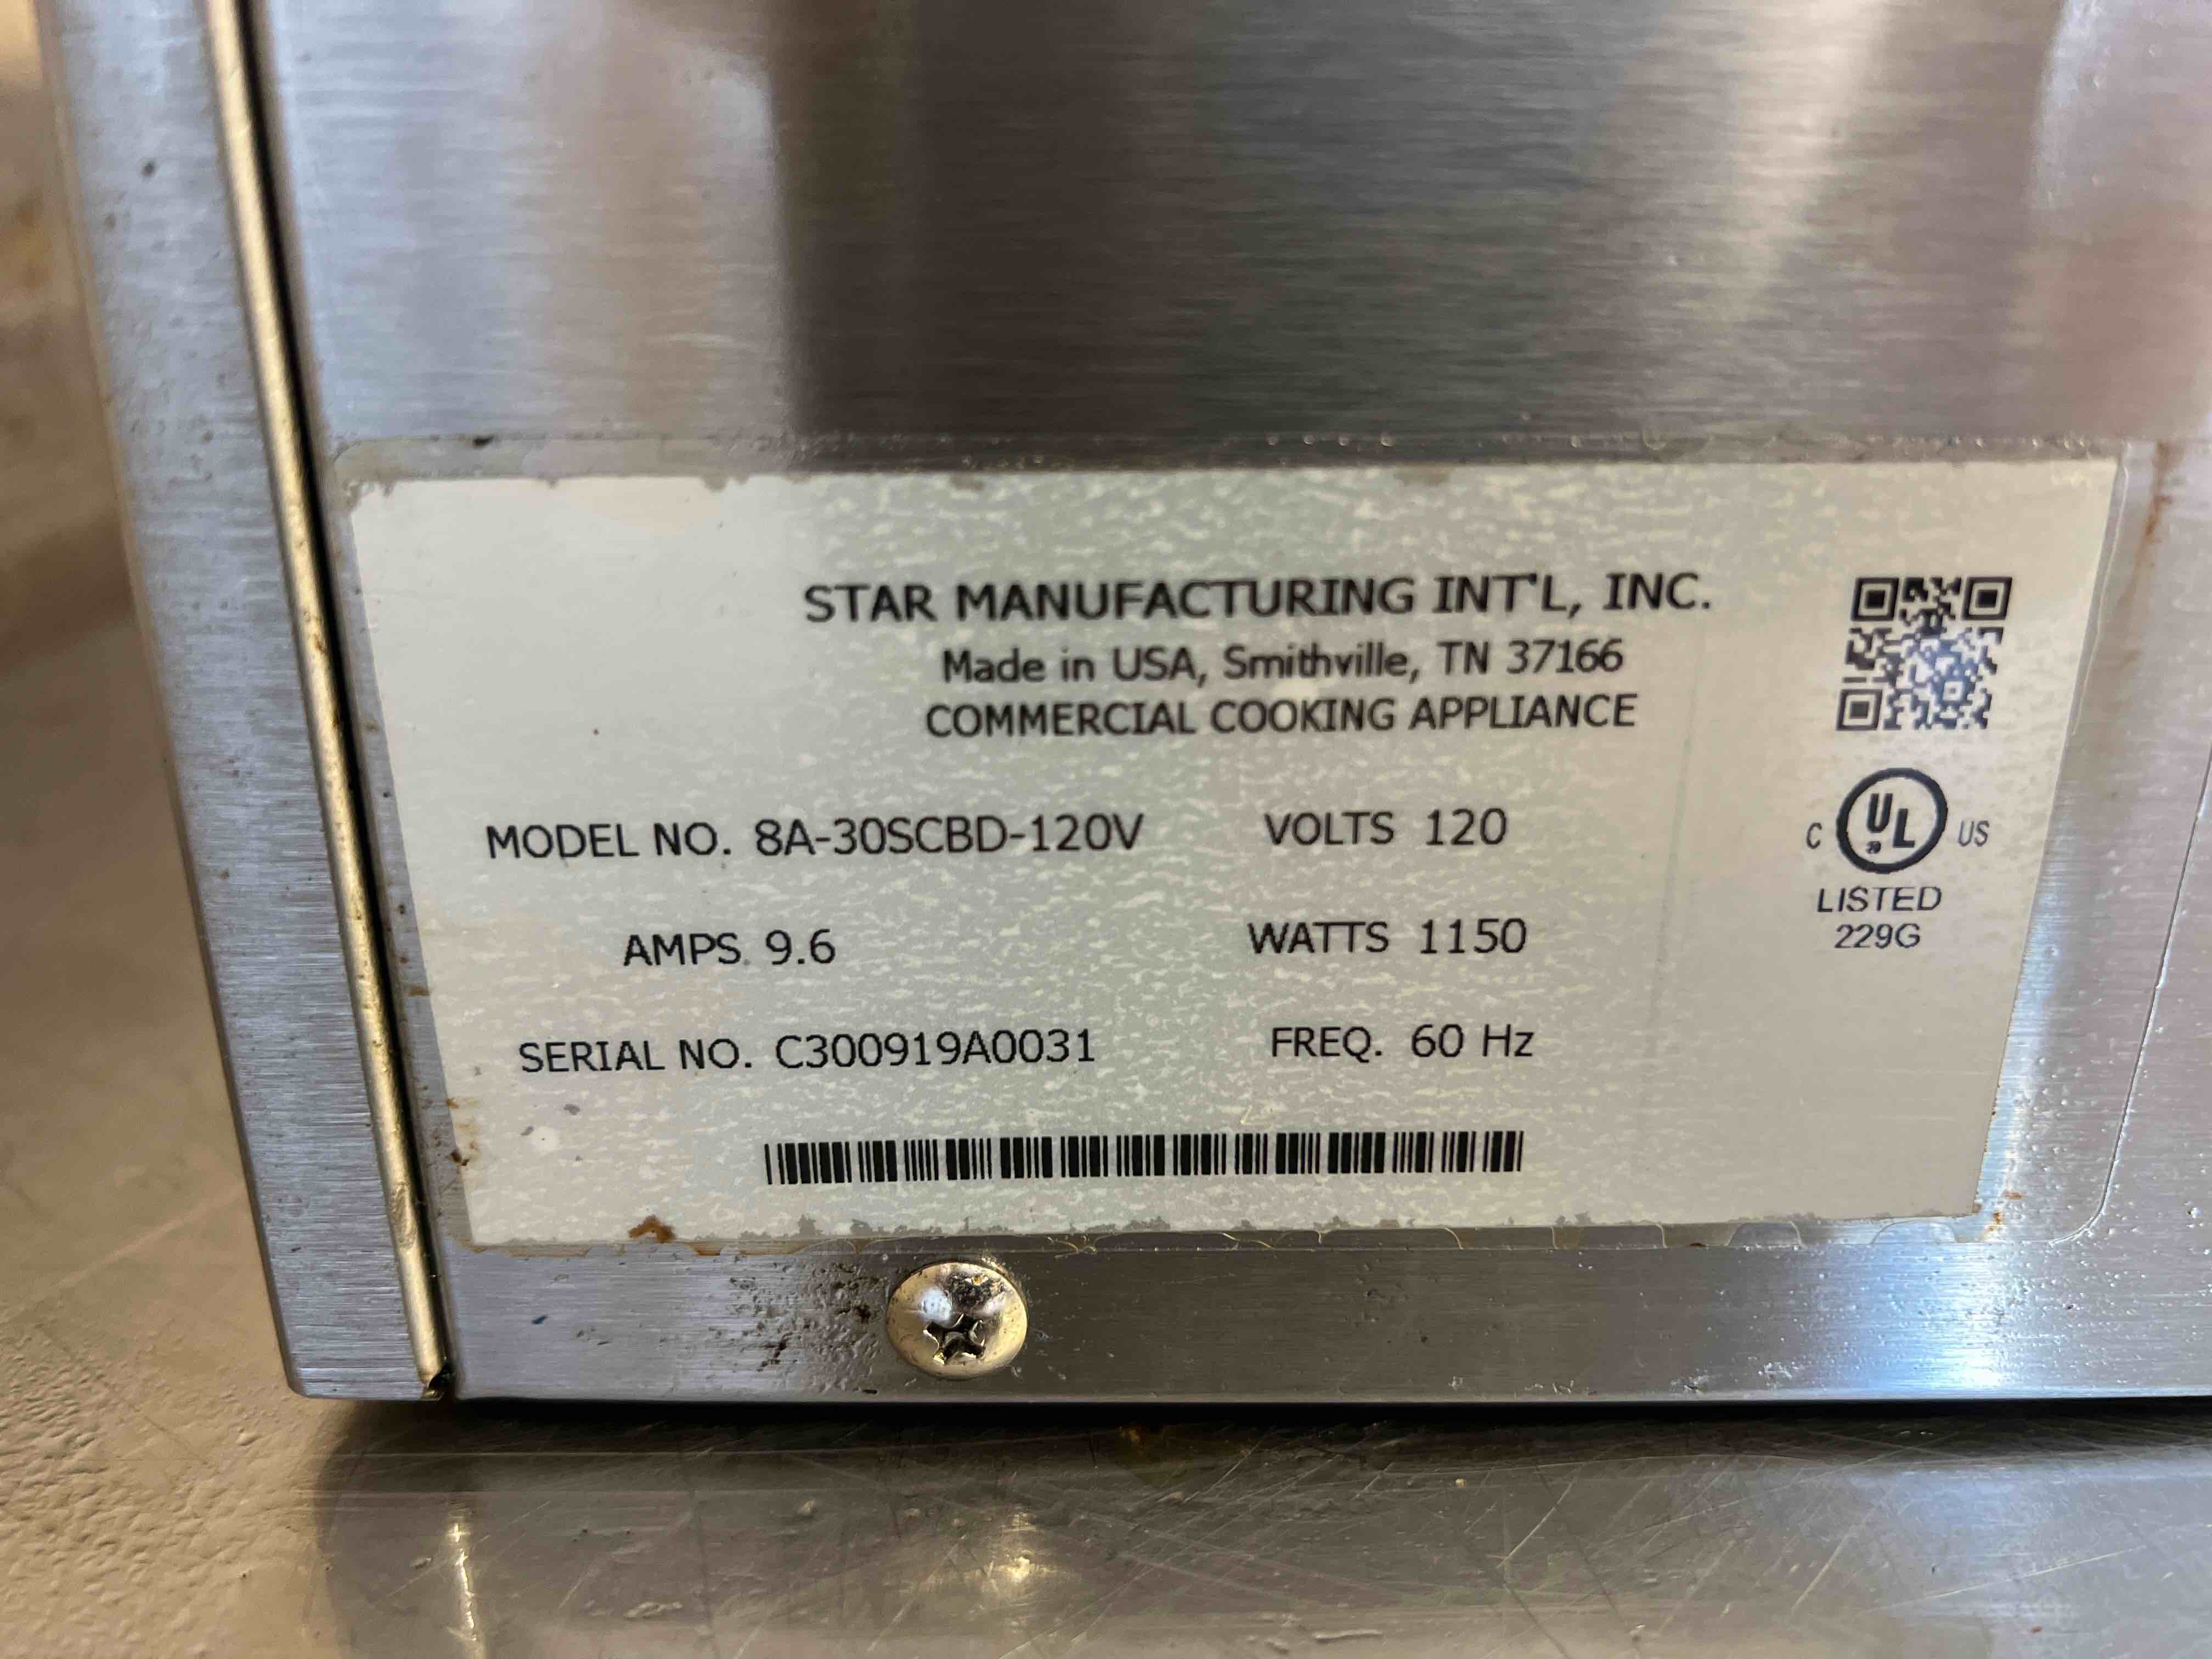 STAR MANUFACTURING INT'L, INC.
Made in USA, Smithville, TN 37166
COMMERCIAL COOKING APPLIANCE
MODEL NO. 8A-30SCBD-120V VOLTS 120
C UL US
LISTED
229G
AMPS 9.6 WATTS 1150
SERIAL NO. C300919A0031 FREQ. 60 Hz